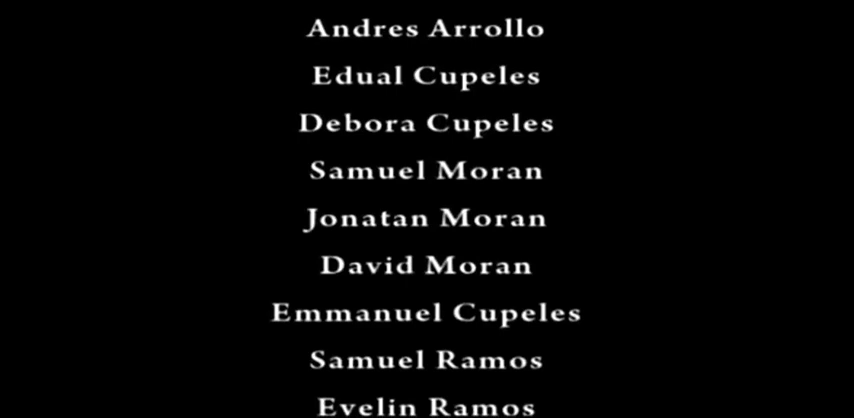 Andres Arrollo
Edual Cupeles
Debora Cupeles
Samuel Moran
Jonatan Moran
David Moran
Emmanuel Cupeles
Samuel Ramos
Evelin Ramos